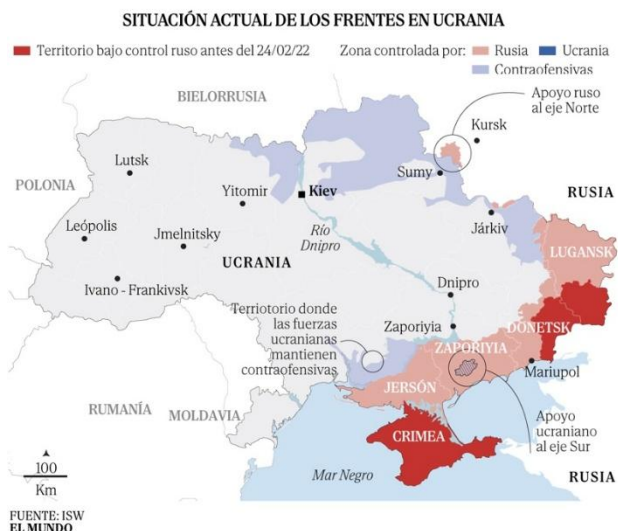 SITUACIÓN ACTUAL DE LOS FRENTES EN UCRANIA
Territorio bajo control ruso antes del 24/02/22
Zona controlada por: Rusia Ucrania
Contraofensivas
BIELORRUSIA
Apoyo ruso
al eje Norte
Kursk
Lutsk
Sumy
POLONIA
Yitomir
Kiev
RUSIA
Leópolis
Río
Dnipro
Járkiv
Jmelnitsky
LUGANSK
UCRANIA
Ivano - Frankivsk
Dnipro
Terriotorio donde
las fuerzas
ucranianas
mantienen
contraofensivas
Zaporiyia
DONETSK
ZAPORIYIA
Mariupol
JERSÓN
RUMANÍA
MOLDAVIA
Apoyo
ucraniano
al eje Sur
CRIMEA
100
Km
Mar Negro
RUSIA
FUENTE: ISW
EL MUNDO